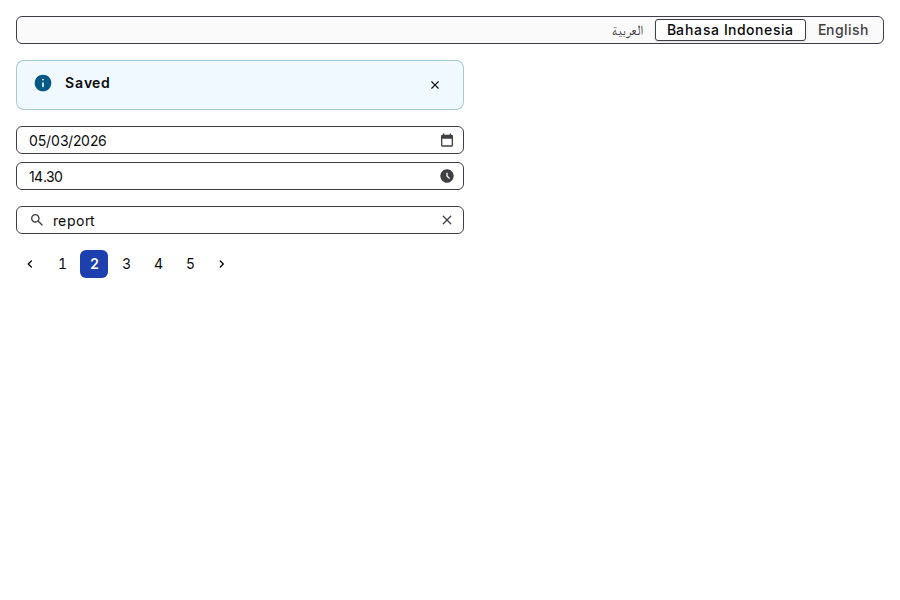 العربية Bahasa Indonesia English
Saved
05/03/2026
14.30
report
1 2 3 4 5